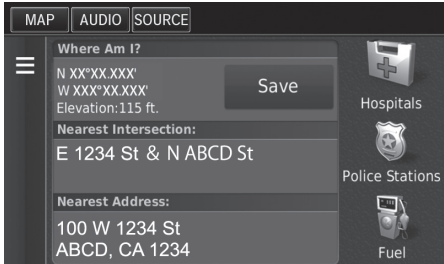 MAP AUDIO SOURCE
Where Am I?
N XX°XX.XXX'
W XXX°XX.XXX'
Elevation:115 ft.
Save
Nearest Intersection:
E 1234 St & N ABCD St
Nearest Address:
100 W 1234 St
ABCD, CA 1234
Hospitals
Police Stations
Fuel